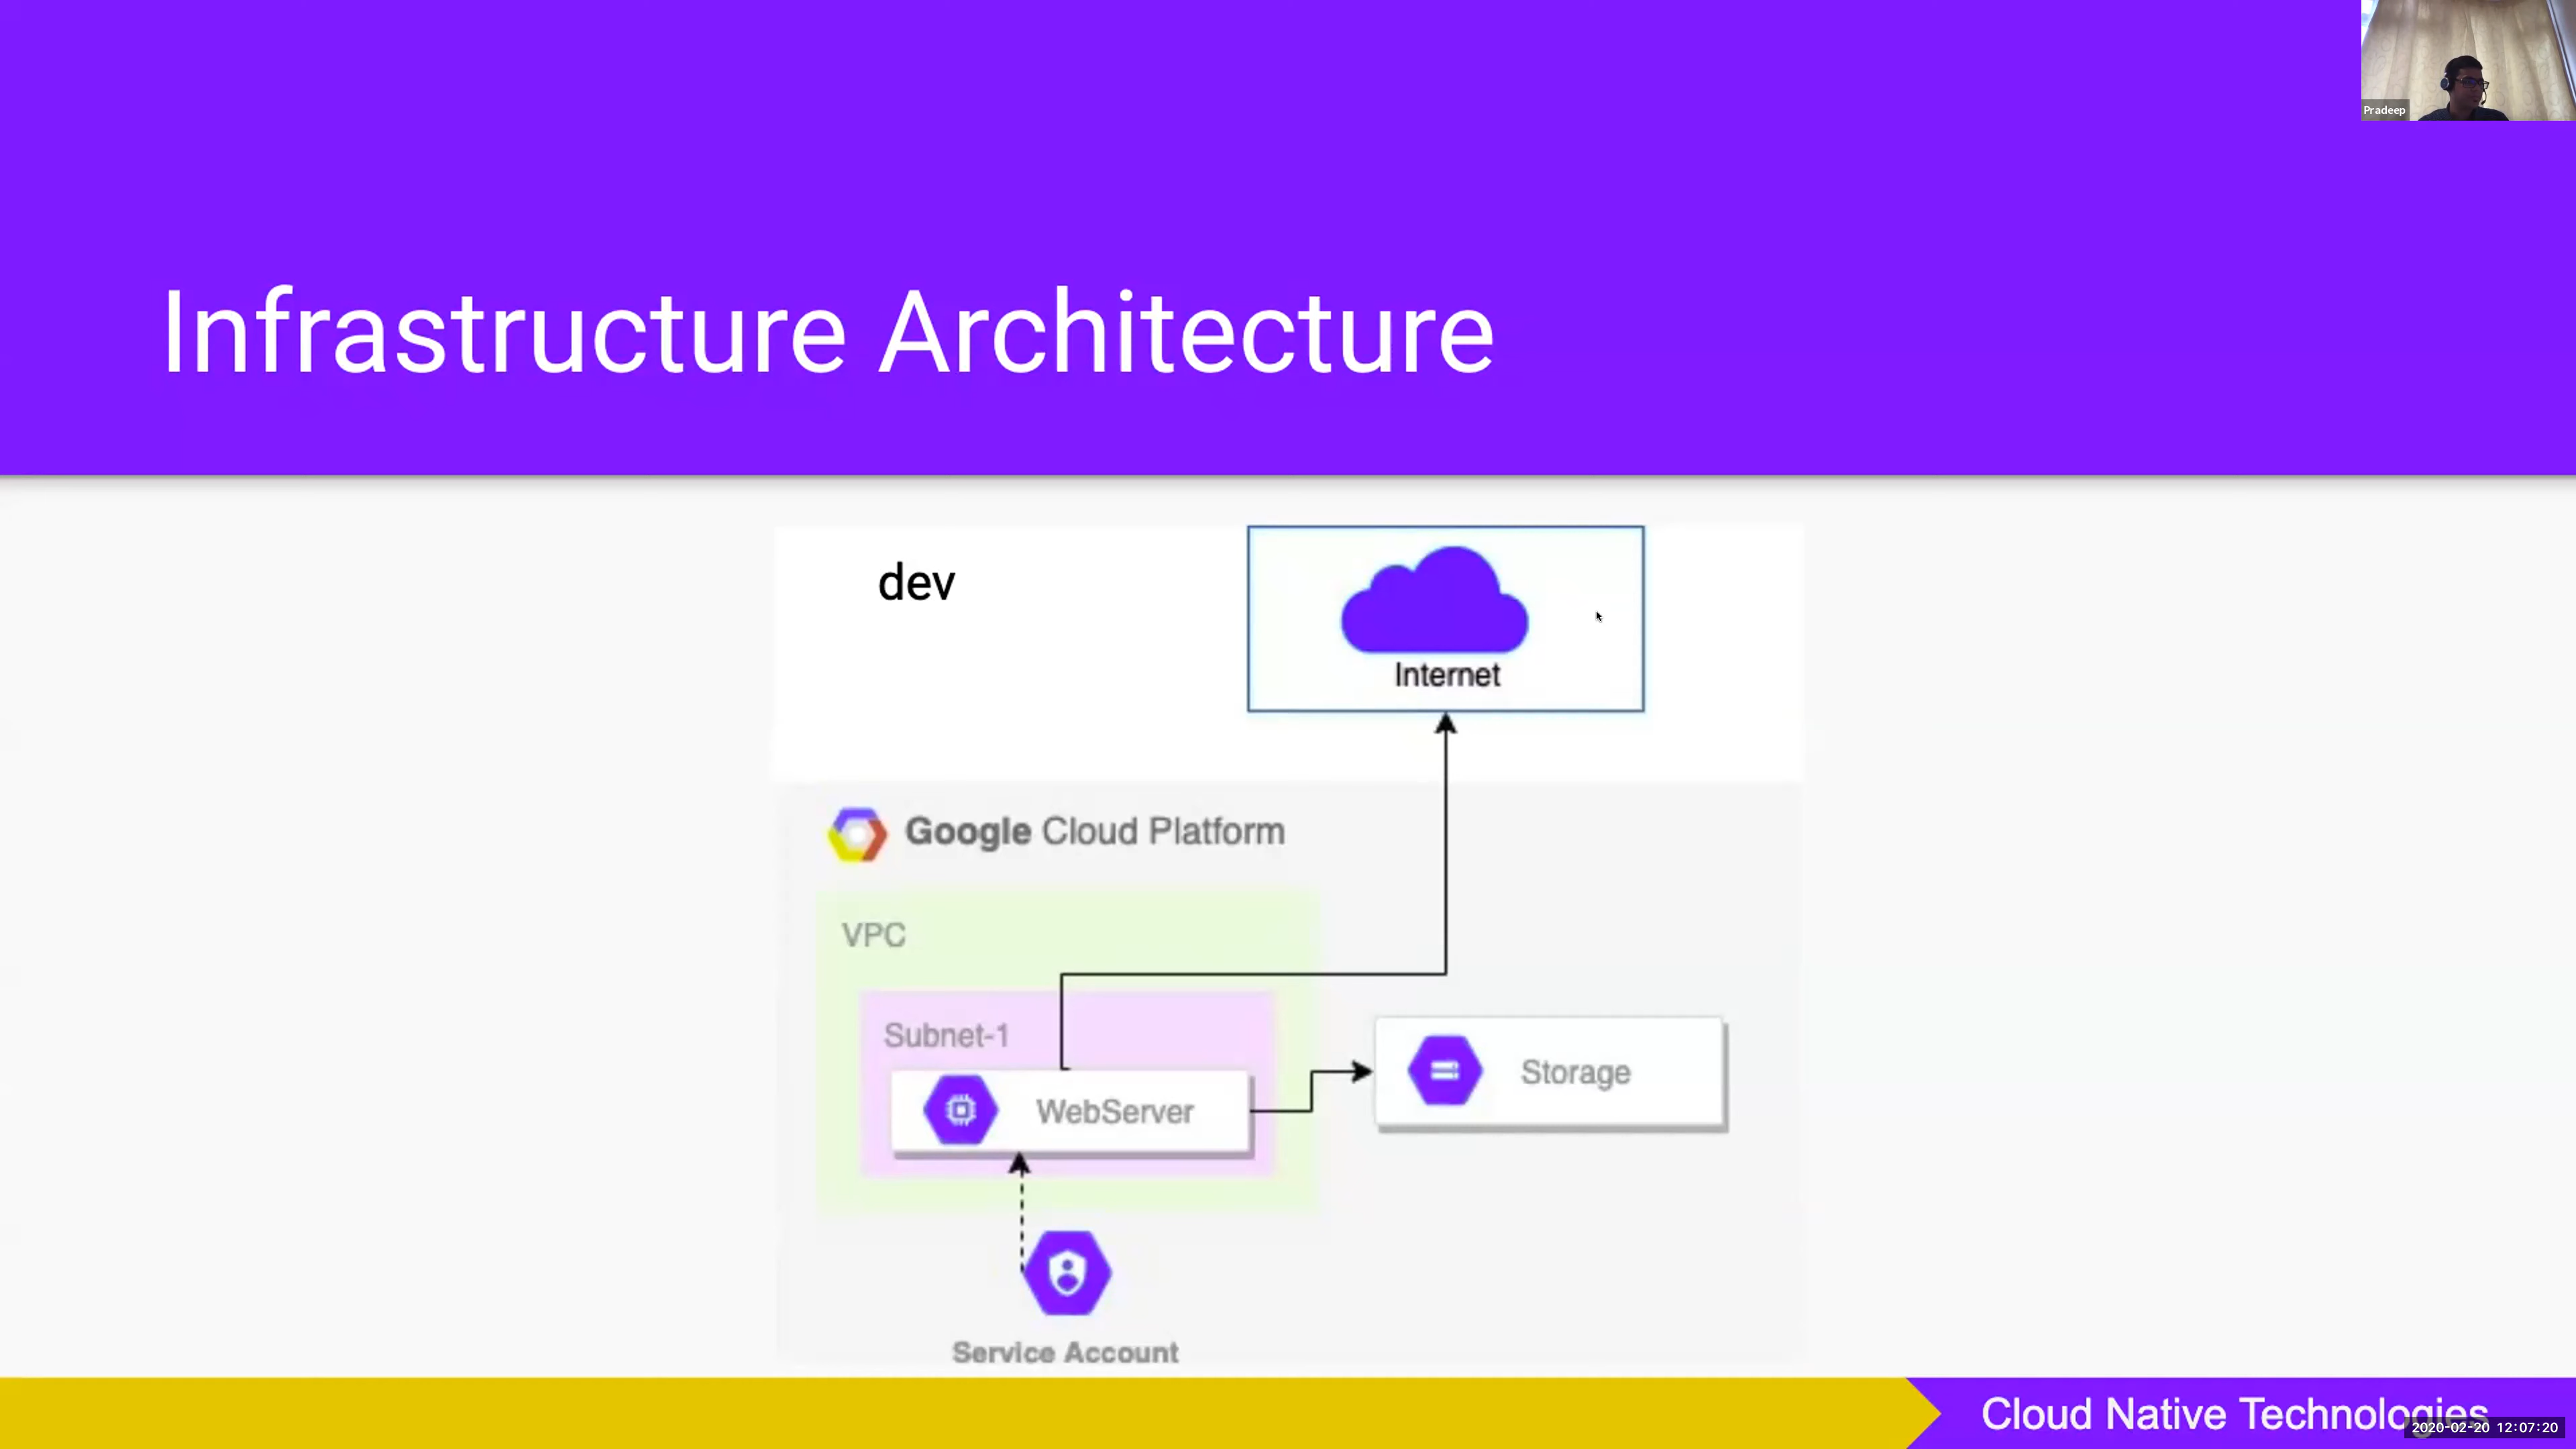 Pradeep
Infrastructure Architecture
dev
Internet
Google Cloud Platform
VPC
Subnet-1
WebServer
Storage
Service Account
Cloud Native Technologies
2020-02-20 12:07:20